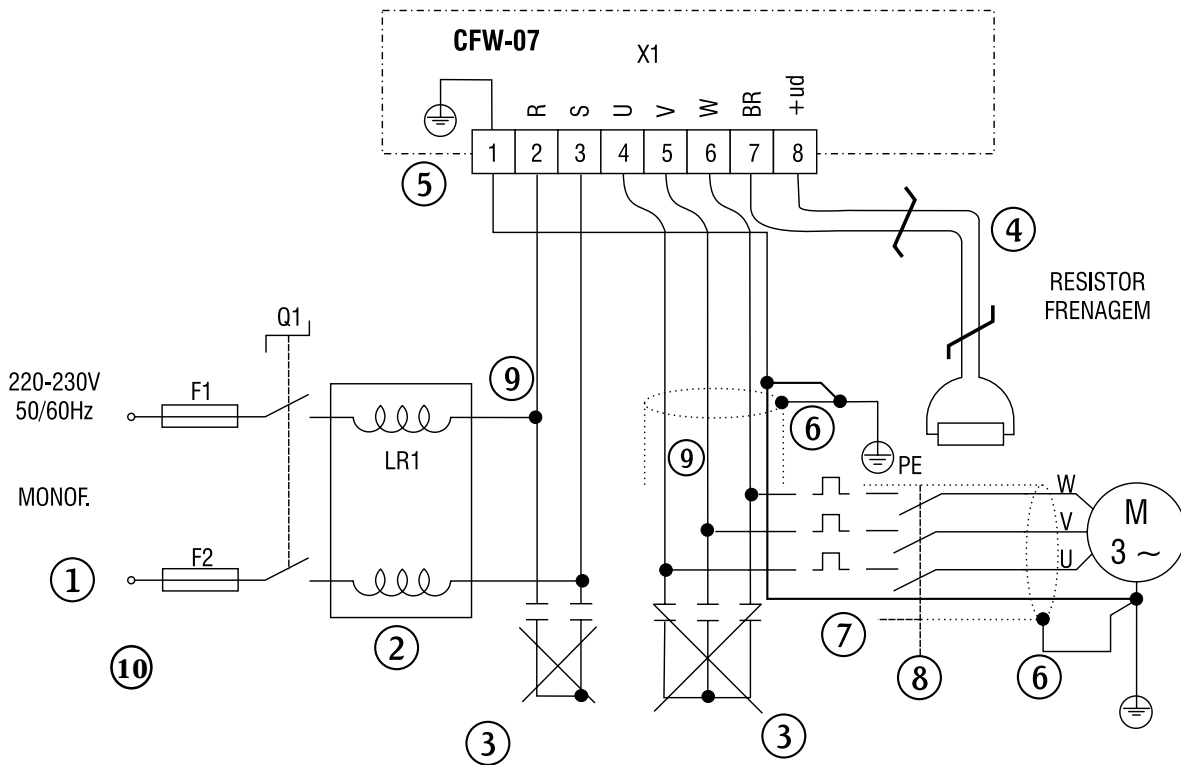 CFW-07
X1
R S U V W BR +ud
1 2 3 4 5 6 7 8
5
4
RESISTOR
FRENAGEM
Q1
9
220-230V
50/60Hz
F1
LR1
6
9
PE
MONOF.
W
V
U
M
3 ~
1
F2
2
7
8
6
10
3
3